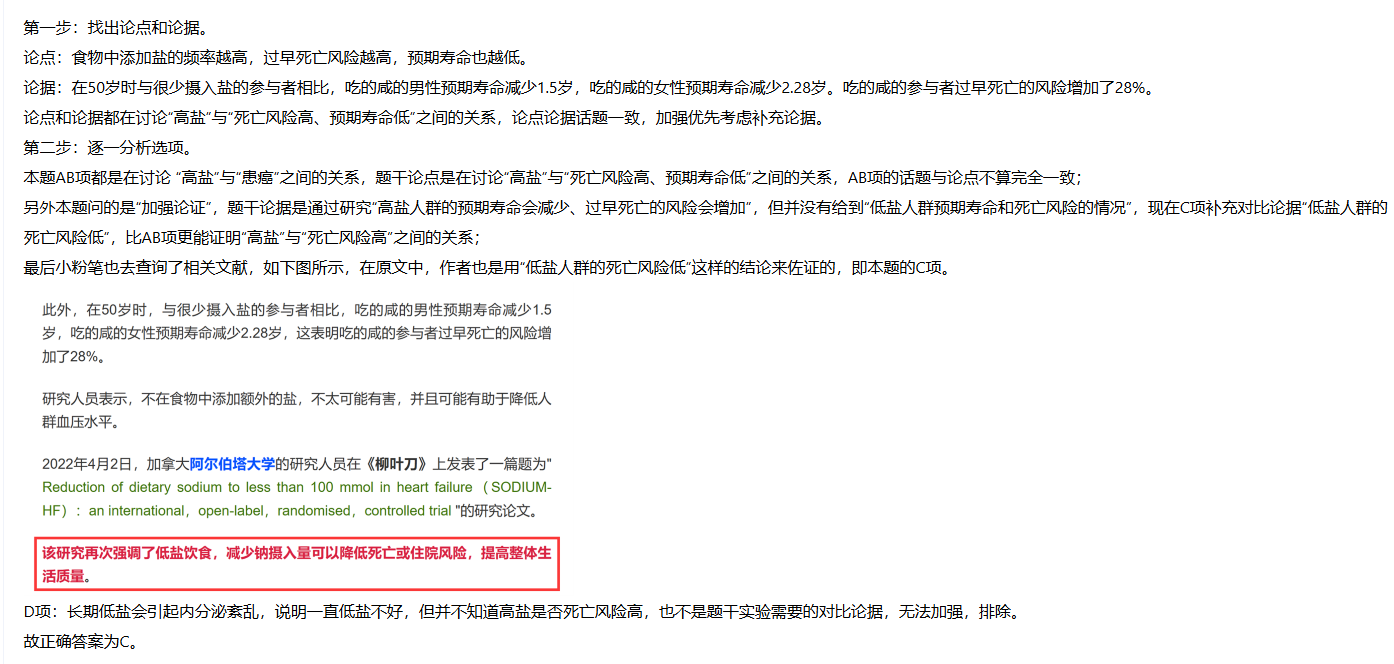 第一步：找出论点和论据。
论点：食物中添加盐的频率越高，过早死亡风险越高，预期寿命也越低。
论据：在50岁时与很少摄入盐的参与者相比，吃的咸的男性预期寿命减少1.5岁，吃的咸的女性预期寿命减少2.28岁。吃的咸的参与者过早死亡的风险增加了28%。
论点和论据都在讨论“高盐”与“死亡风险高、预期寿命低”之间的关系，论点论据话题一致，加强优先考虑补充论据。
第二步：逐一分析选项。
本题AB项都是在讨论 “高盐”与“患癌”之间的关系，题干论点是在讨论“高盐”与“死亡风险高、预期寿命低”之间的关系，AB项的话题与论点不算完全一致；
另外本题问的是“加强论证”，题干论据是通过研究“高盐人群的预期寿命会减少、过早死亡的风险会增加”，但并没有给到“低盐人群预期寿命和死亡风险的情况”，现在C项补充对比论据“低盐人群的
死亡风险低”，比AB项更能证明“高盐”与“死亡风险高”之间的关系；
最后小粉笔也去查询了相关文献，如下图所示，在原文中，作者也是用“低盐人群的死亡风险低”这样的结论来佐证的，即本题的C项。
此外，在50岁时，与很少摄入盐的参与者相比，吃的咸的男性预期寿命减少1.5
岁，吃的咸的女性预期寿命减少2.28岁，这表明吃的咸的参与者过早死亡的风险增
加了28%。
研究人员表示，不在食物中添加额外的盐，不太可能有害，并且可能有助于降低人
群血压水平。
2022年4月2日，加拿大阿尔伯塔大学的研究人员在《柳叶刀》上发表了一篇题为"
Reduction of dietary sodium to less than 100 mmol in heart failure（SODIUM-
HF）：an international，open-label，randomised，controlled trial "的研究论文。
该研究再次强调了低盐饮食，减少钠摄入量可以降低死亡或住院风险，提高整体生
活质量。
D项：长期低盐会引起内分泌紊乱，说明一直低盐不好，但并不知道高盐是否死亡风险高，也不是题干实验需要的对比论据，无法加强，排除。
故正确答案为C。